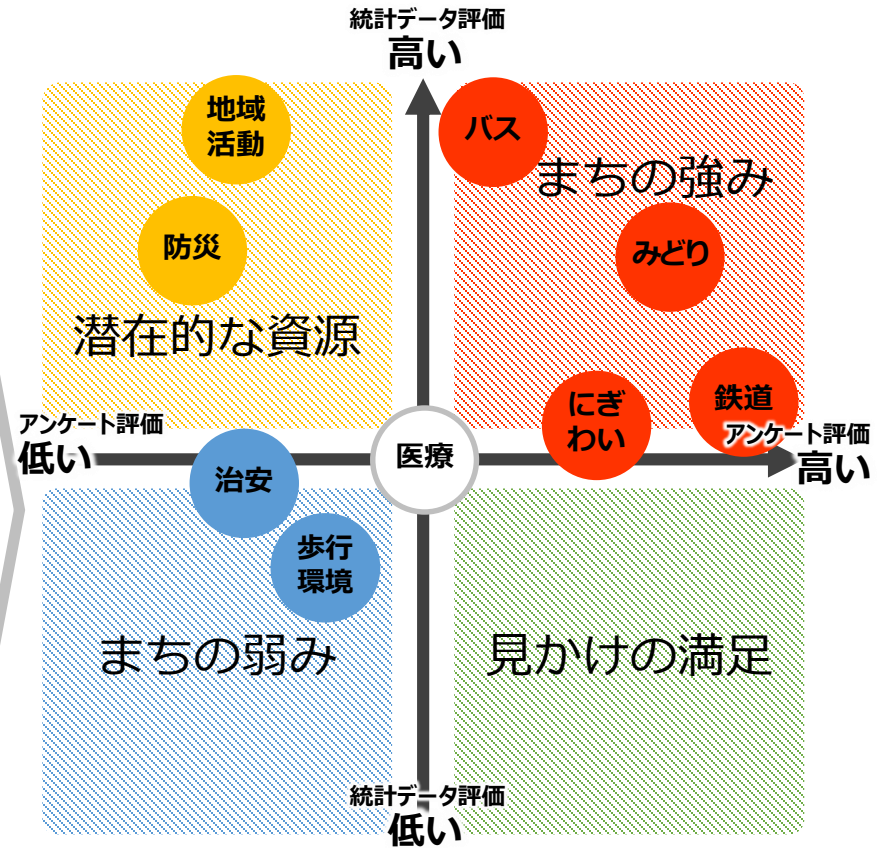 統計データ評価
高い
地域
活動
バス
まちの強み
防災
みどり
潜在的な資源
にぎ
わい
鉄道
アンケート評価
低い
医療
アンケート評価
高い
治安
歩行
環境
まちの弱み
見かけの満足
統計データ評価
低い